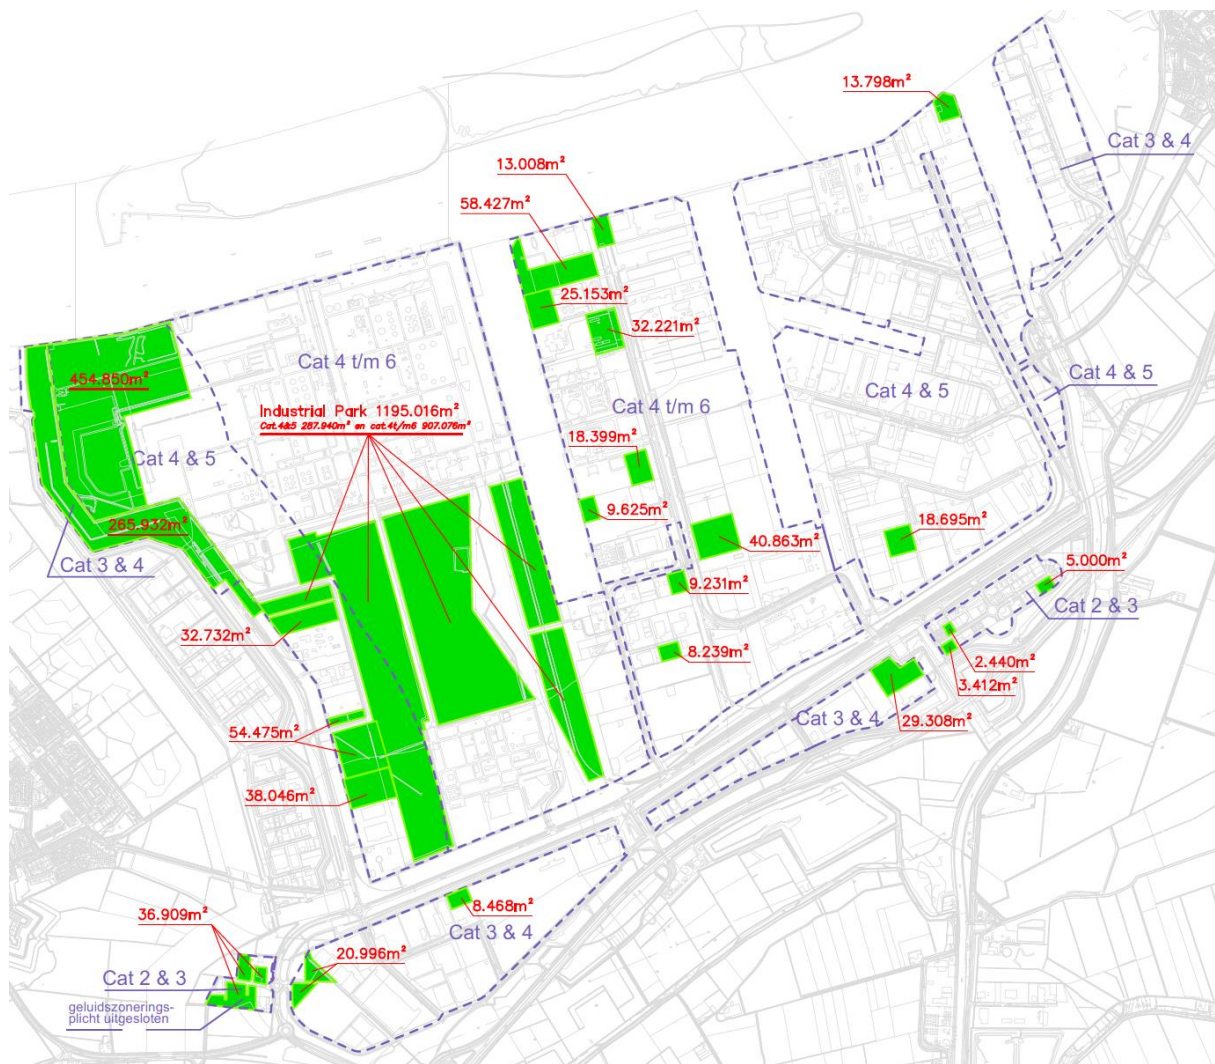 13.798m²
Cat 3 & 4
13.008m²
58.427m²
25.153m²
32.221m²
Cat 4 t/m 6
454.850m²
Cat 4 & 5
Cat 4 & 5
Industrial Park 1195.016m²
Cat.4&5 287.940m² en cat.4t/m6 907.076m²
Cat 4 t/m 6
18.399m²
Cat 4 & 5
265.932m²
9.625m²
18.695m²
40.863m²
Cat 3 & 4
5.000m²
9.231m²
Cat 2 & 3
32.732m²
8.239m²
2.440m²
3.412m²
54.475m²
Cat 3 & 4
29.308m²
38.046m²
8.468m²
36.909m²
Cat 3 & 4
20.996m²
Cat 2 & 3
geluidszonerings-
plicht uitgesloten